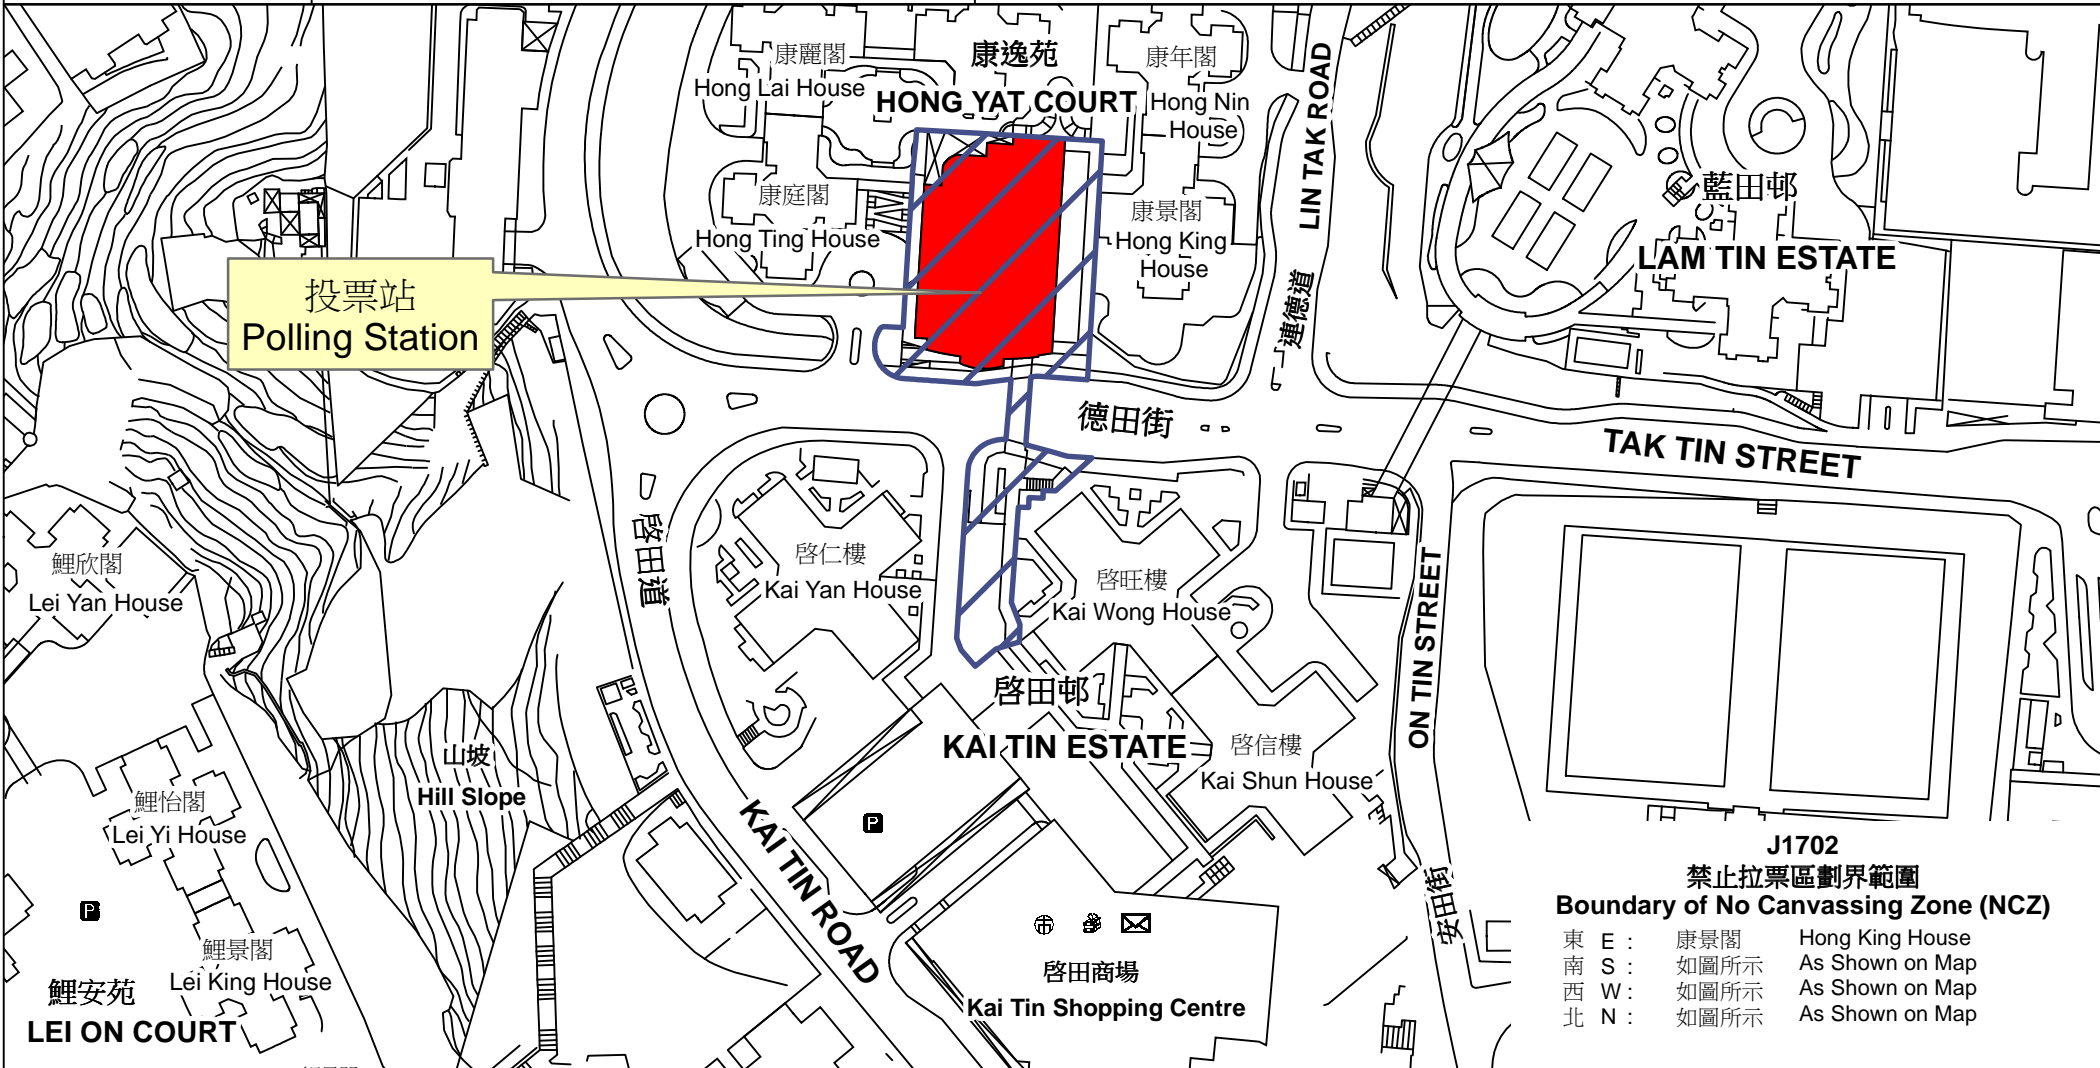 康麗閣
Hong Lai House
康逸苑
HONG YAT COURT
康年閣
Hong Nin
House
LIN TAK ROAD
連德道
康庭閣
Hong Ting House
康景閣
Hong King
House
藍田邨
LAM TIN ESTATE
投票站
Polling Station
德田街
TAK TIN STREET
啓田道
KAI TIN ROAD
啓仁樓
Kai Yan House
啓旺樓
Kai Wong House
鯉欣閣
Lei Yan House
ON TIN STREET
安田街
啓田邨
KAI TIN ESTATE
啓信樓
Kai Shun House
山坡
Hill Slope
鯉怡閣
Lei Yi House
P
P
鯉景閣
Lei King House
鯉安苑
LEI ON COURT
啓田商場
Kai Tin Shopping Centre
J1702
禁止拉票區劃界範圍
Boundary of No Canvassing Zone (NCZ)
東 E : 康景閣 Hong King House
南 S : 如圖所示 As Shown on Map
西 W : 如圖所示 As Shown on Map
北 N : 如圖所示 As Shown on Map